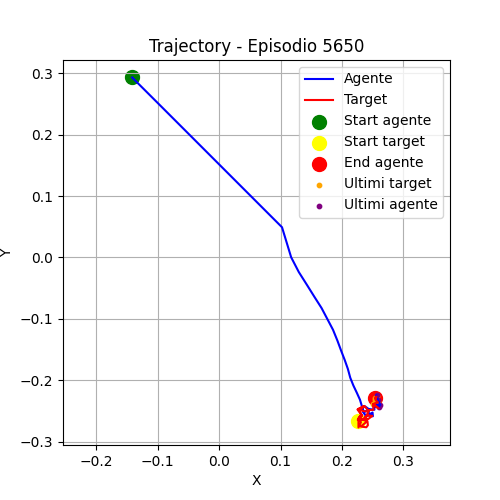 Trajectory - Episodio 5650
Agente
Target
Start agente
Start target
End agente
Ultimi target
Ultimi agente
Y
0.3
0.2
0.1
0.0
−0.1
−0.2
−0.3
−0.2
−0.1
0.0
0.1
0.2
0.3
X